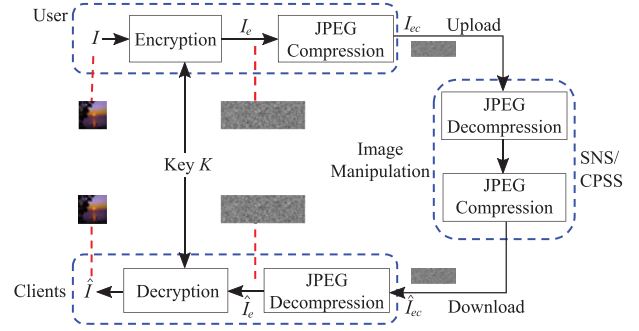 User
I
Encryption
I_e
JPEG
Compression
I_ec
Upload
JPEG
Decompression
Image
Manipulation
SNS/
CPSS
JPEG
Compression
Key K
Clients
Î
Decryption
Î_e
JPEG
Decompression
Î_ec
Download